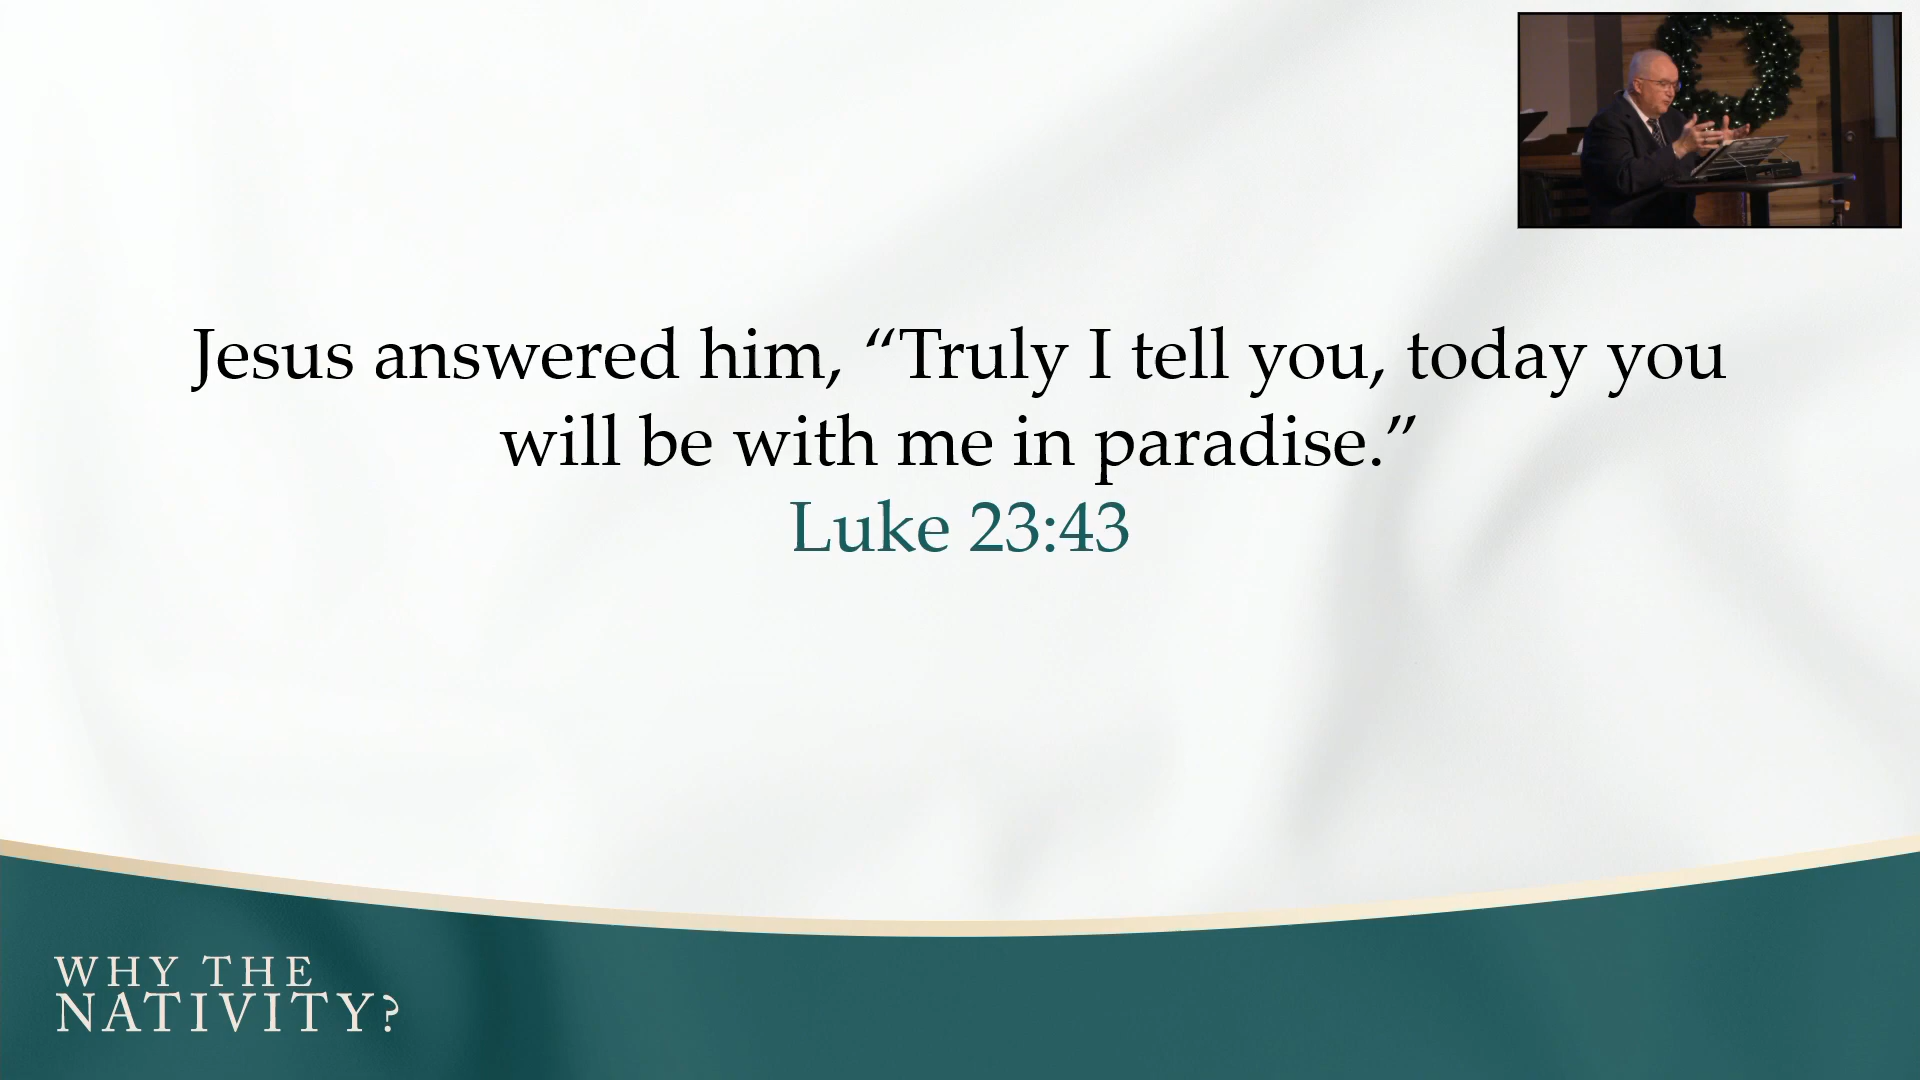 Jesus answered him, “Truly I tell you, today you
will be with me in paradise.”
Luke 23:43
WHY THE
NATIVITY?